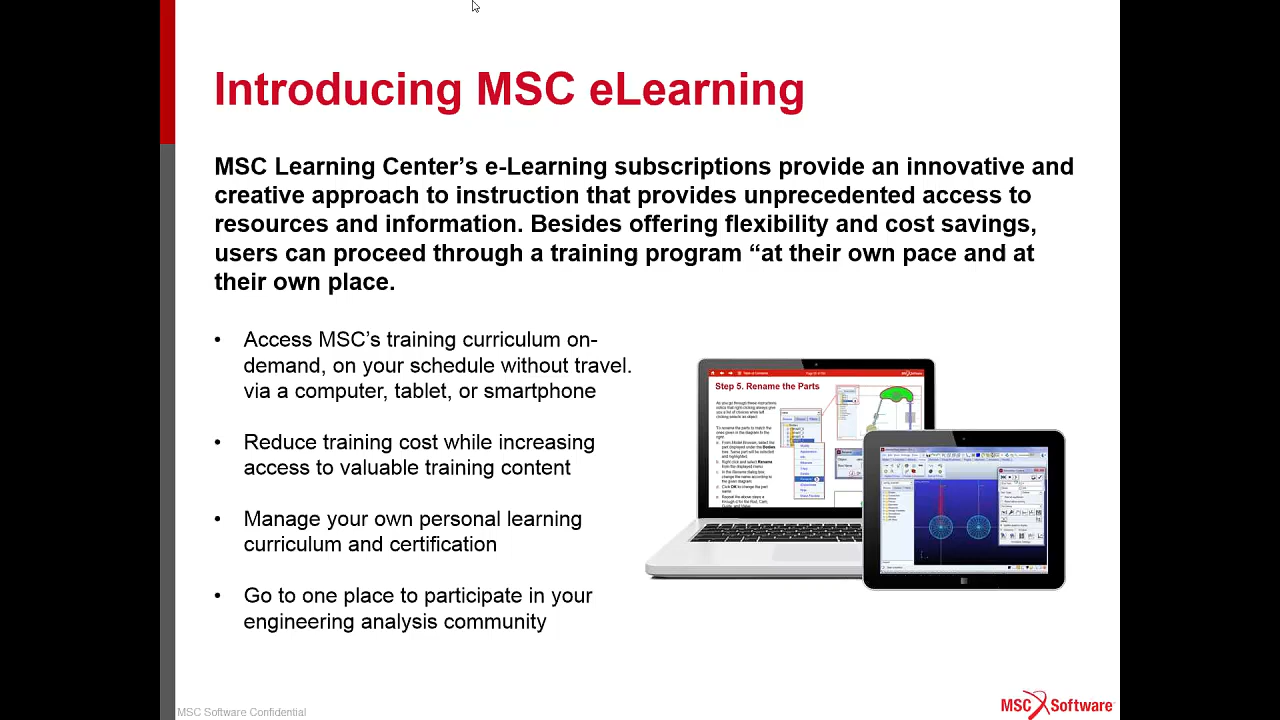 Introducing MSC eLearning
MSC Learning Center’s e-Learning subscriptions provide an innovative and
creative approach to instruction that provides unprecedented access to
resources and information. Besides offering flexibility and cost savings,
users can proceed through a training program “at their own pace and at
their own place.
• Access MSC’s training curriculum on-
demand, on your schedule without travel.
via a computer, tablet, or smartphone
• Reduce training cost while increasing
access to valuable training content
• Manage your own personal learning
curriculum and certification
• Go to one place to participate in your
engineering analysis community
Step 5. Rename the Parts
MSC Software Confidential
MSC Software